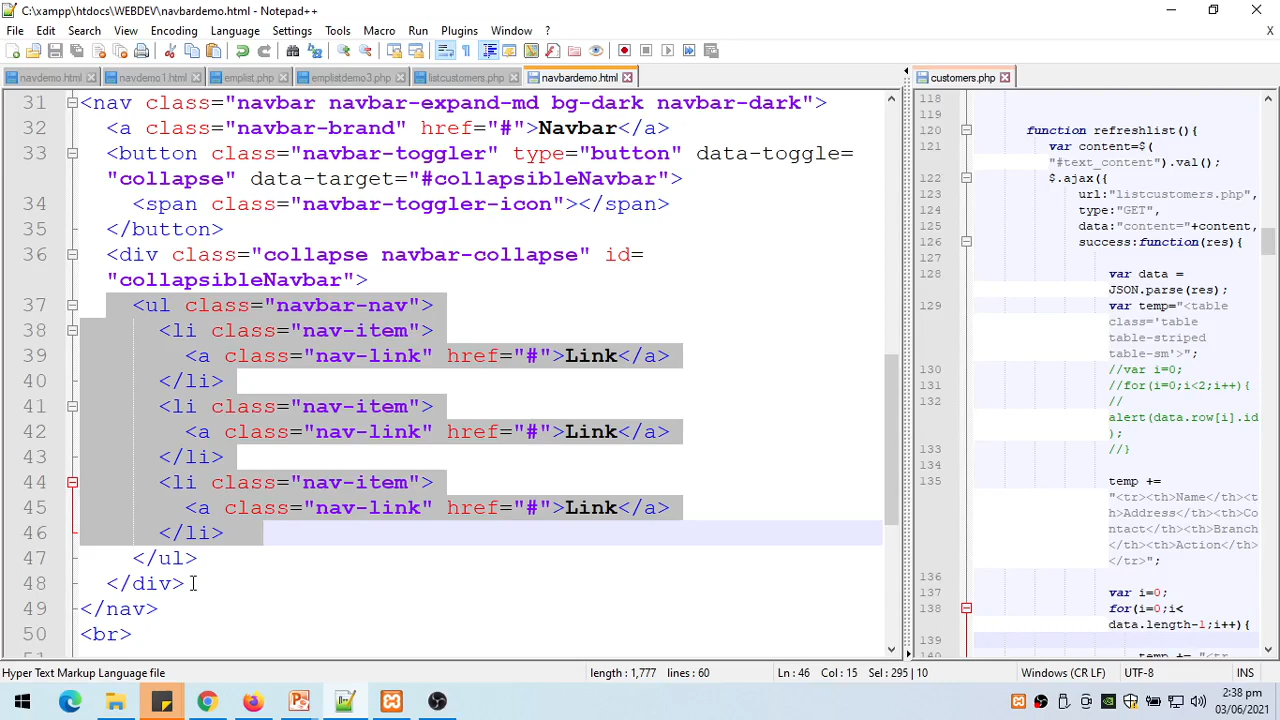 C:\xampp\htdocs\WEBDEV\navbardemo.html - Notepad++
File Edit Search View Encoding Language Settings Tools Macro Run Plugins Window ? X
navdemo.html navdemo1.html emplist.php emplistdemo3.php listcustomers.php navbardemo.html
31 <nav class="navbar navbar-expand-md bg-dark navbar-dark">
32 <a class="navbar-brand" href="#">Navbar</a>
33 <button class="navbar-toggler" type="button" data-toggle=
"collapse" data-target="#collapsibleNavbar">
34 <span class="navbar-toggler-icon"></span>
35 </button>
36 <div class="collapse navbar-collapse" id=
"collapsibleNavbar">
37 <ul class="navbar-nav">
38 <li class="nav-item">
39 <a class="nav-link" href="#">Link</a>
40 </li>
41 <li class="nav-item">
42 <a class="nav-link" href="#">Link</a>
43 </li>
44 <li class="nav-item">
45 <a class="nav-link" href="#">Link</a>
46 </li>
47 </ul>
48 </div>
49 </nav>
50 <br>
customers.php
118
119
120 function refreshlist(){
121 var content=$(
"#text_content").val();
122 $.ajax({
123 url:"listcustomers.php",
124 type:"GET",
125 data:"content="+content,
126 success:function(res){
127
128 var data =
JSON.parse(res);
129 var temp="<table
class='table
table-striped
table-sm'>";
130 //var i=0;
131 //for(i=0;i<2;i++){
132 //
alert(data.row[i].id
);
133 //}
134
135 temp +=
"<tr><th>Name</th><t
h>Address</th><th>Co
ntact</th><th>Branch
</th><th>Action</th>
</tr>";
136
137 var i=0;
138 for(i=0;i<
data.length-1;i++){
139
140 temp += "<tr
Hyper Text Markup Language file length : 1,777 lines : 60 Ln : 46 Col : 15 Sel : 295 | 10 Windows (CR LF) UTF-8 INS
2:38 pm
03/06/2021